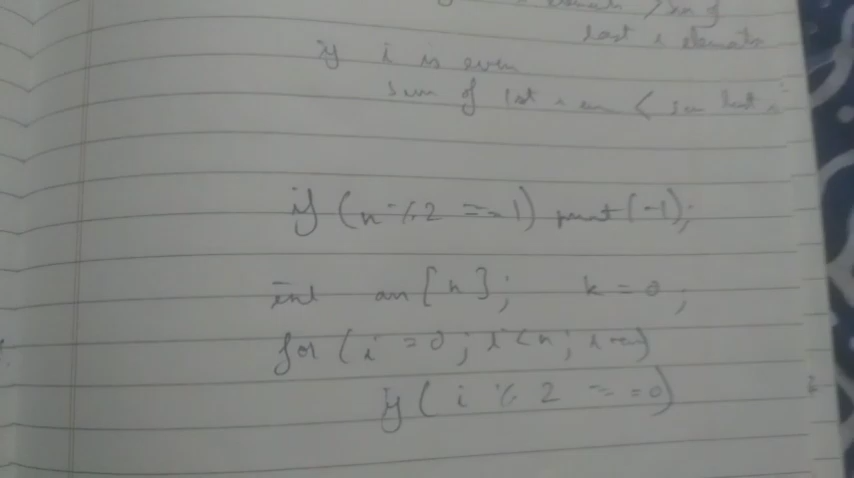 last i elements
if i is even
sum of 1st i em < sum last i
if (n % 2 == 1) print(-1);
int arr[n]; k = 0;
for (i = 0; i < n; i++)
if (i % 2 == 0)